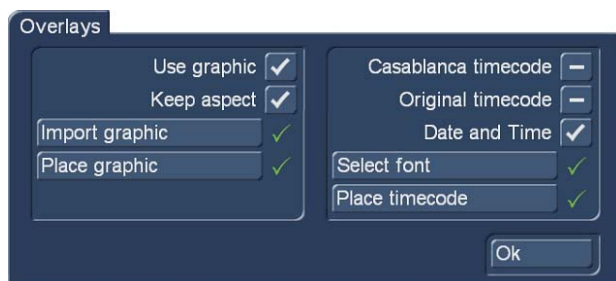 Overlays
Use graphic
Keep aspect
Import graphic
Place graphic
Casablanca timecode
Original timecode
Date and Time
Select font
Place timecode
Ok